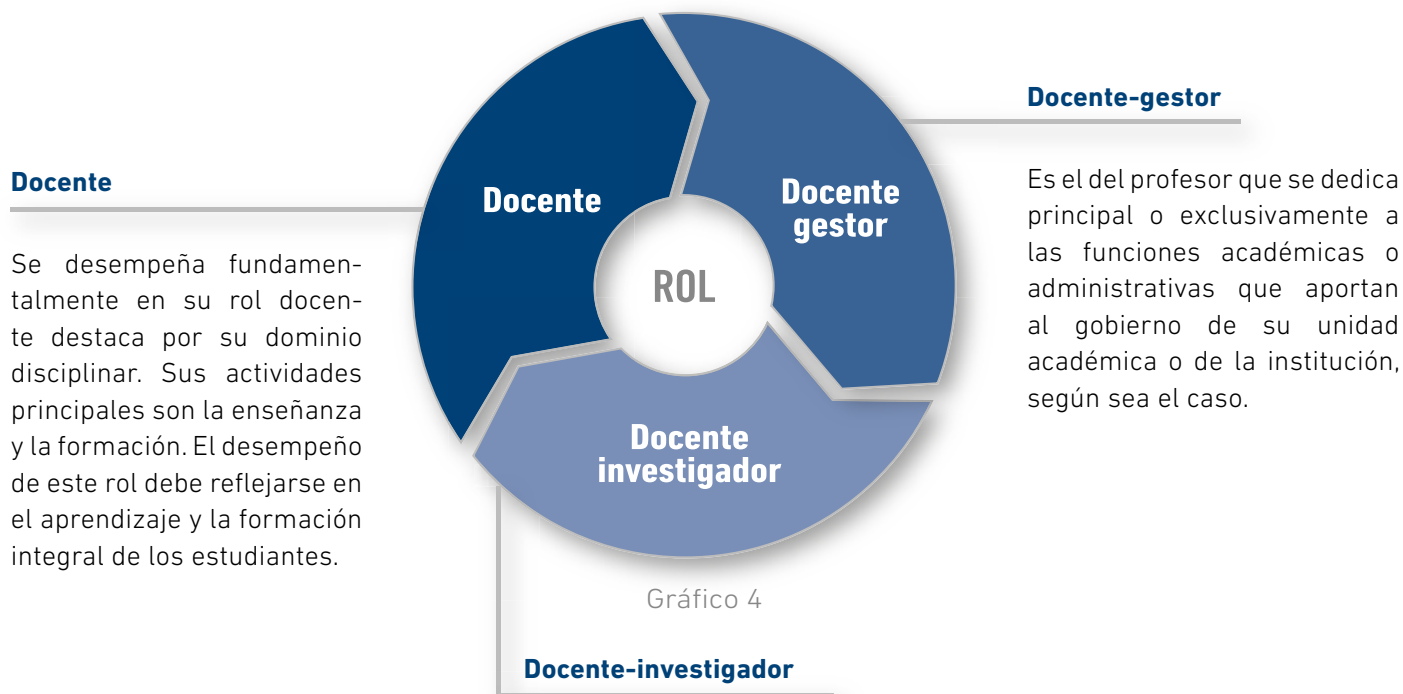 Docente
Se desempeña fundamen-
talmente en su rol docen-
te destaca por su dominio
disciplinar. Sus actividades
principales son la enseñanza
y la formación. El desempeño
de este rol debe reflejarse en
el aprendizaje y la formación
integral de los estudiantes.
Docente
Docente
gestor
ROL
Docente
investigador
Gráfico 4
Docente-gestor
Es el del profesor que se dedica
principal o exclusivamente a
las funciones académicas o
administrativas que aportan
al gobierno de su unidad
académica o de la institución,
según sea el caso.
Docente-investigador